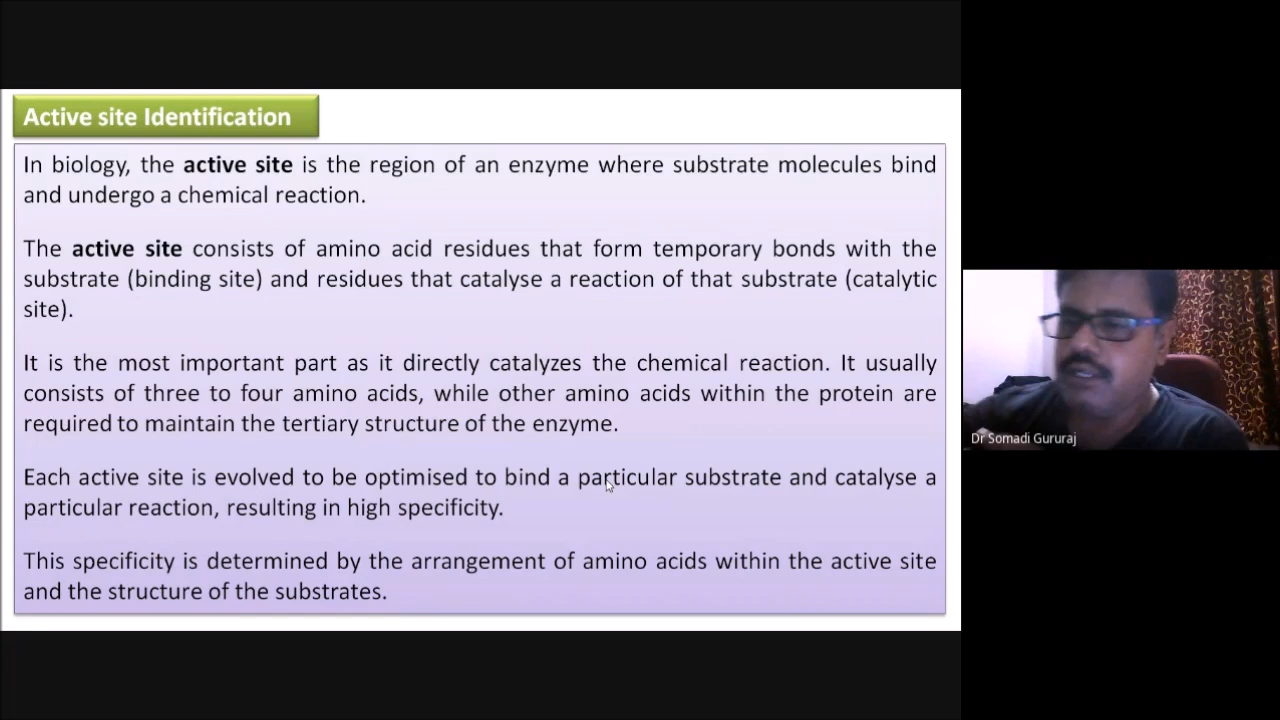 Active site Identification
In biology, the active site is the region of an enzyme where substrate molecules bind
and undergo a chemical reaction.
The active site consists of amino acid residues that form temporary bonds with the
substrate (binding site) and residues that catalyse a reaction of that substrate (catalytic
site).
It is the most important part as it directly catalyzes the chemical reaction. It usually
consists of three to four amino acids, while other amino acids within the protein are
required to maintain the tertiary structure of the enzyme.
Each active site is evolved to be optimised to bind a particular substrate and catalyse a
particular reaction, resulting in high specificity.
This specificity is determined by the arrangement of amino acids within the active site
and the structure of the substrates.
Dr Somadi Gururaj